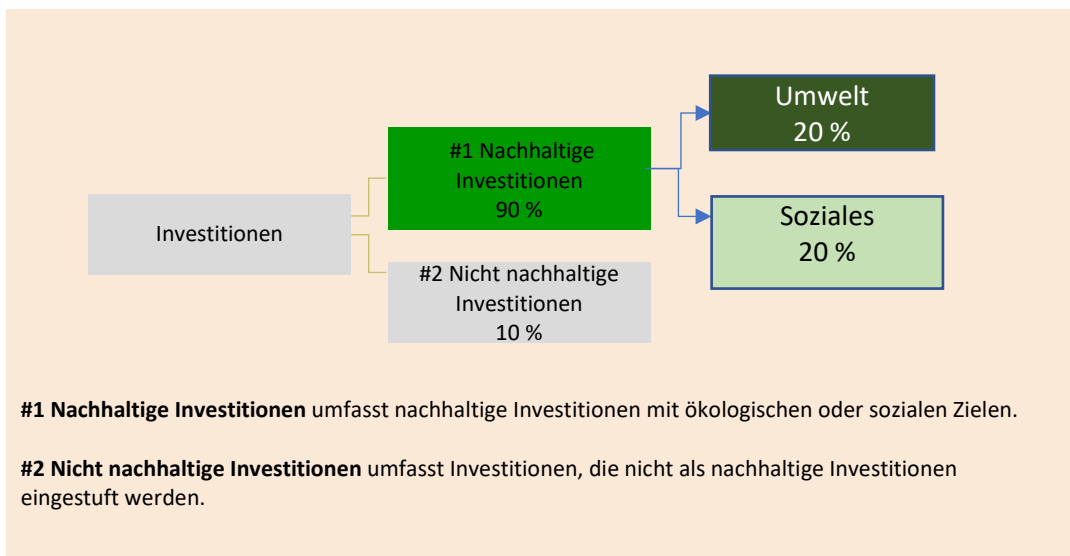 Umwelt
20 %
#1 Nachhaltige
Investitionen
90 %
Soziales
20 %
Investitionen
#2 Nicht nachhaltige
Investitionen
10 %
#1 Nachhaltige Investitionen umfasst nachhaltige Investitionen mit ökologischen oder sozialen Zielen.
#2 Nicht nachhaltige Investitionen umfasst Investitionen, die nicht als nachhaltige Investitionen
eingestuft werden.